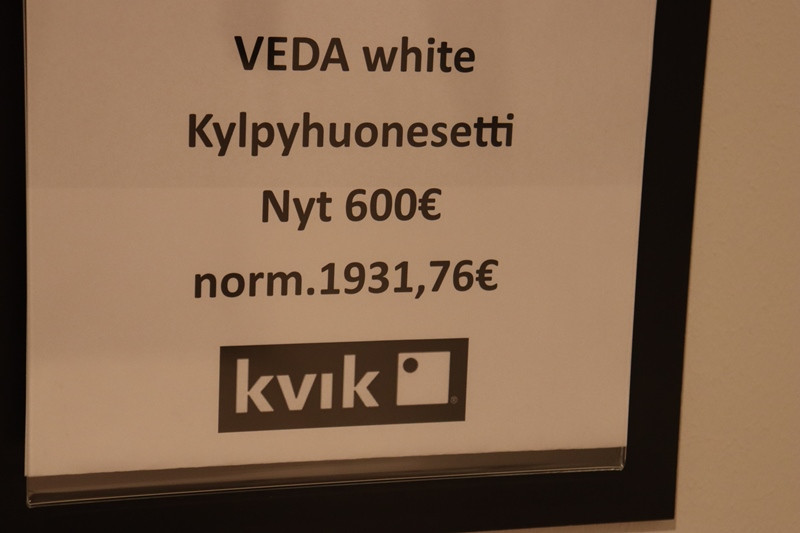 VEDA white
Kylpyhuonesetti
Nyt 600€
norm.1931,76€
kvik